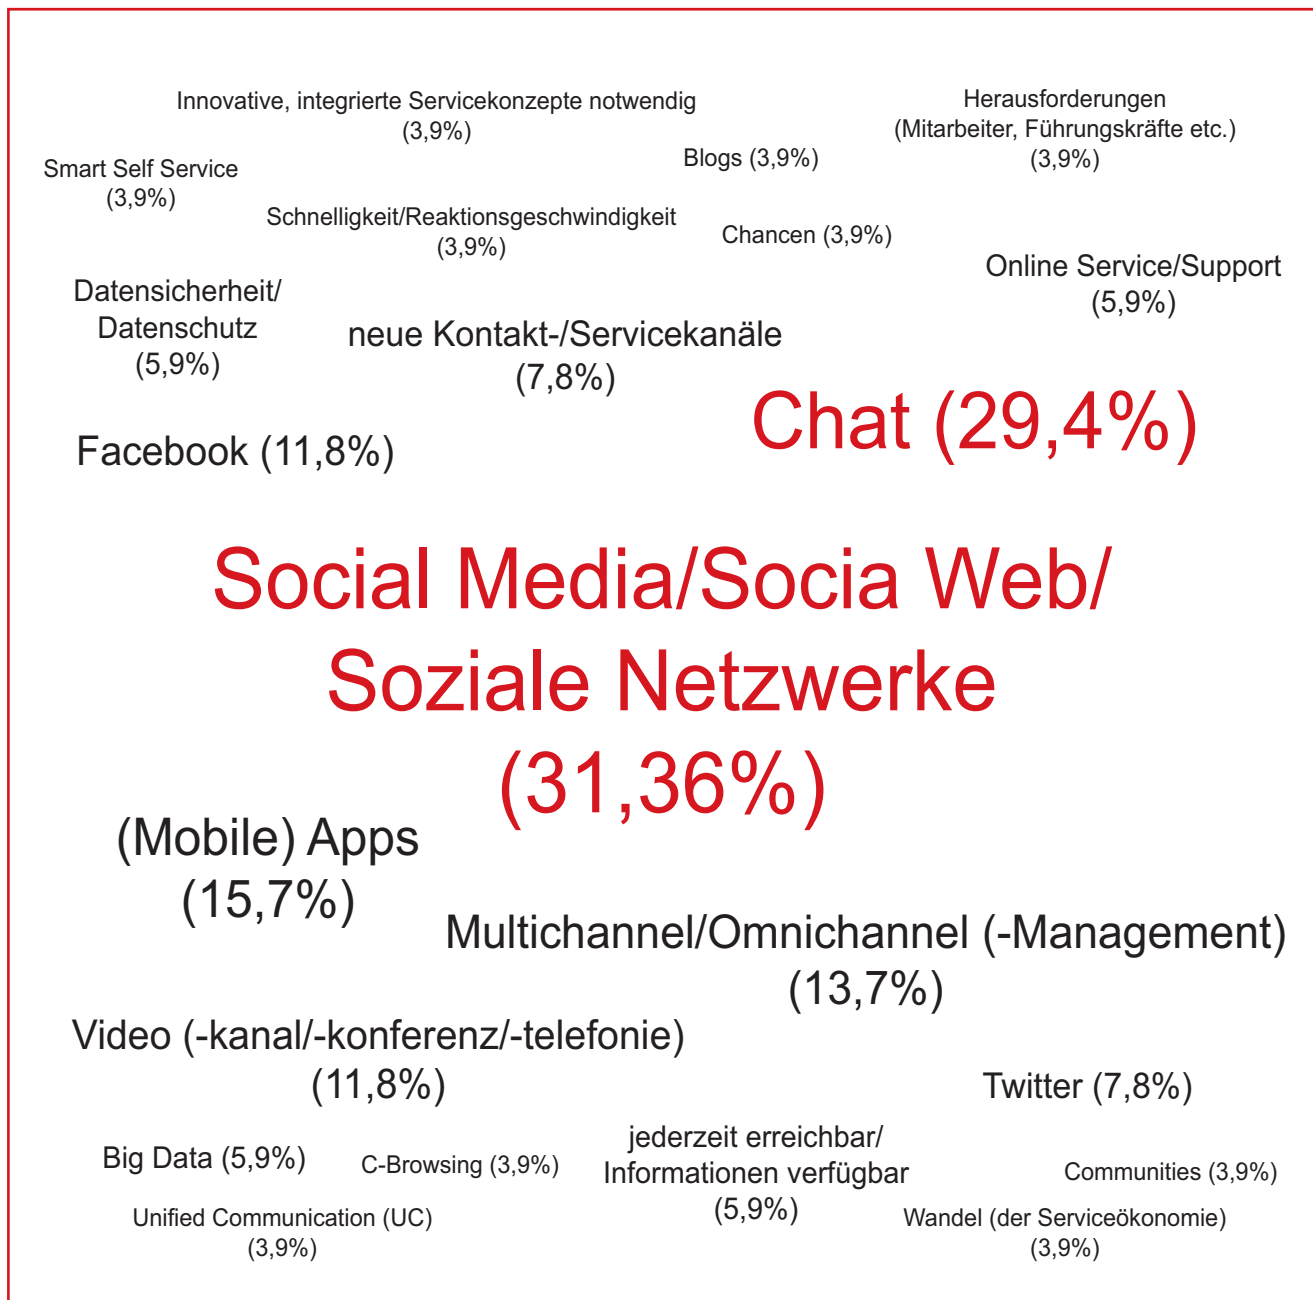 Innovative, integrierte Servicekonzepte notwendig
(3,9%)
Herausforderungen
(Mitarbeiter, Führungskräfte etc.)
(3,9%)
Blogs (3,9%)
Smart Self Service
(3,9%)
Schnelligkeit/Reaktionsgeschwindigkeit
(3,9%)
Chancen (3,9%)
Online Service/Support
(5,9%)
Datensicherheit/
Datenschutz
(5,9%)
neue Kontakt-/Servicekanäle
(7,8%)
Chat (29,4%)
Facebook (11,8%)
Social Media/Socia Web/
Soziale Netzwerke
(31,36%)
(Mobile) Apps
(15,7%)
Multichannel/Omnichannel (-Management)
(13,7%)
Video (-kanal/-konferenz/-telefonie)
(11,8%)
Twitter (7,8%)
Big Data (5,9%)
C-Browsing (3,9%)
jederzeit erreichbar/
Informationen verfügbar
(5,9%)
Communities (3,9%)
Unified Communication (UC)
(3,9%)
Wandel (der Serviceökonomie)
(3,9%)